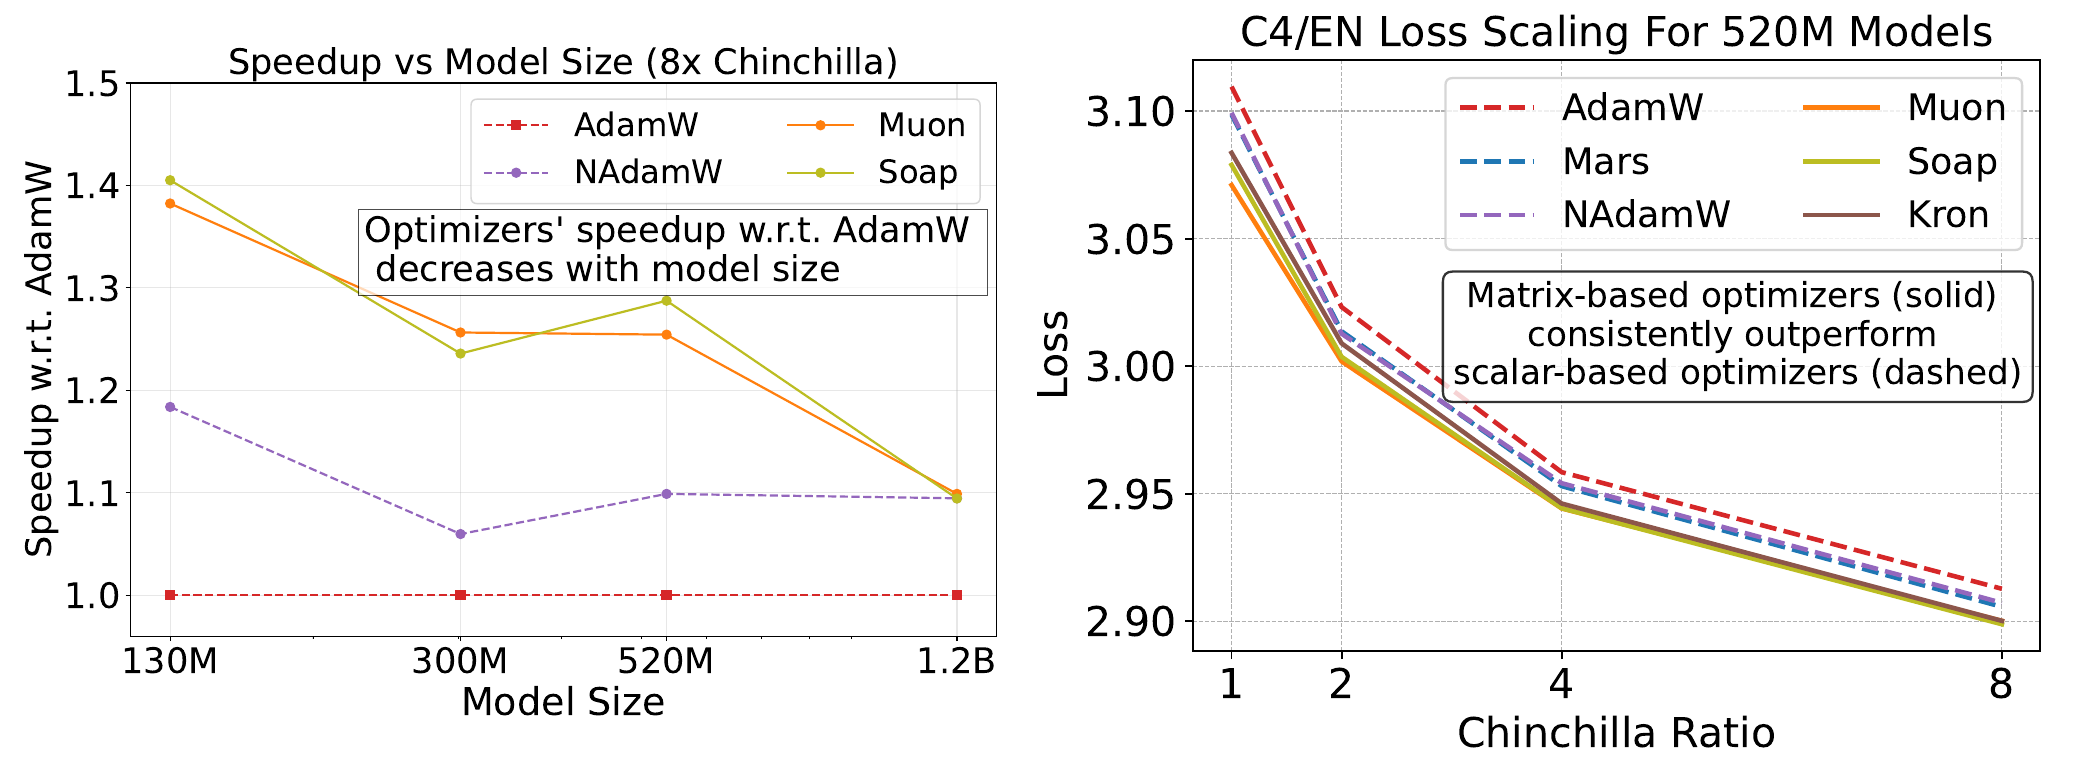 Speedup vs Model Size (8x Chinchilla)
Speedup w.r.t. AdamW
1.5
1.4
1.3
1.2
1.1
1.0
AdamW
NAdamW
Muon
Soap
Optimizers' speedup w.r.t. AdamW
decreases with model size
130M
300M
520M
1.2B
Model Size
C4/EN Loss Scaling For 520M Models
Loss
3.10
3.05
3.00
2.95
2.90
AdamW
Mars
NAdamW
Muon
Soap
Kron
Matrix-based optimizers (solid)
consistently outperform
scalar-based optimizers (dashed)
1
2
4
8
Chinchilla Ratio